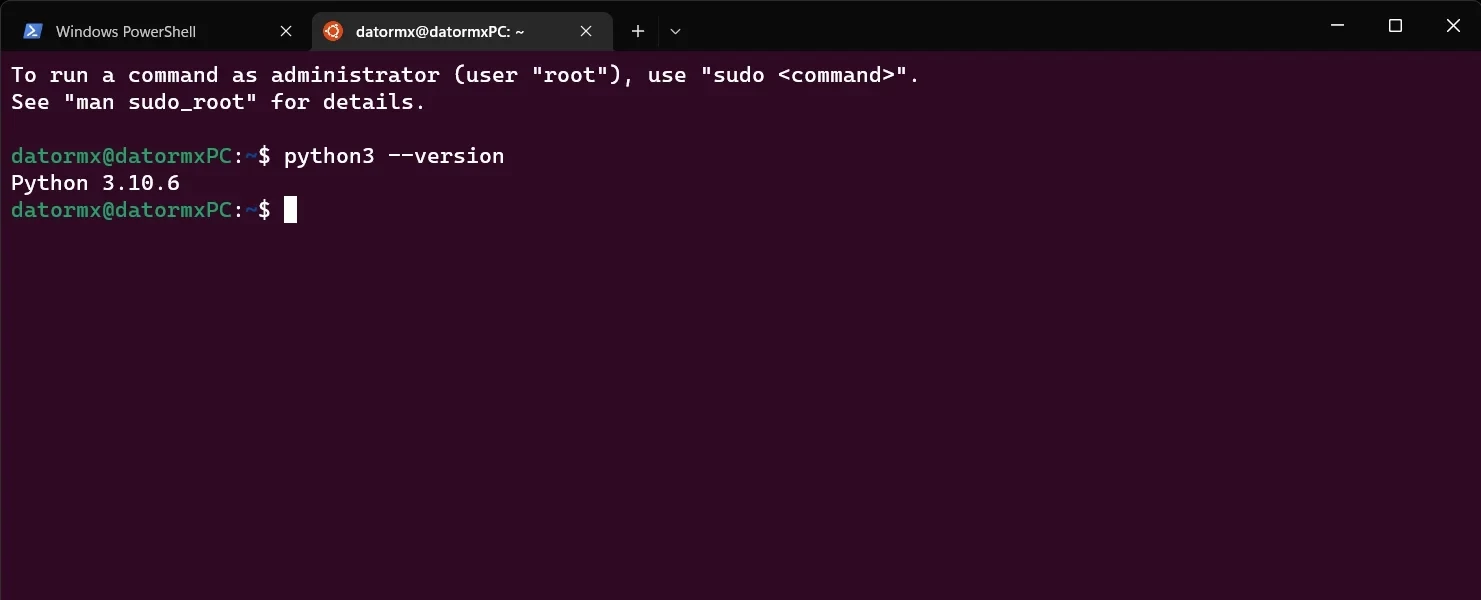 Windows PowerShell
datormx@datormxPC: ~
To run a command as administrator (user "root"), use "sudo <command>".
See "man sudo_root" for details.
datormx@datormxPC:~$ python3 --version
Python 3.10.6
datormx@datormxPC:~$